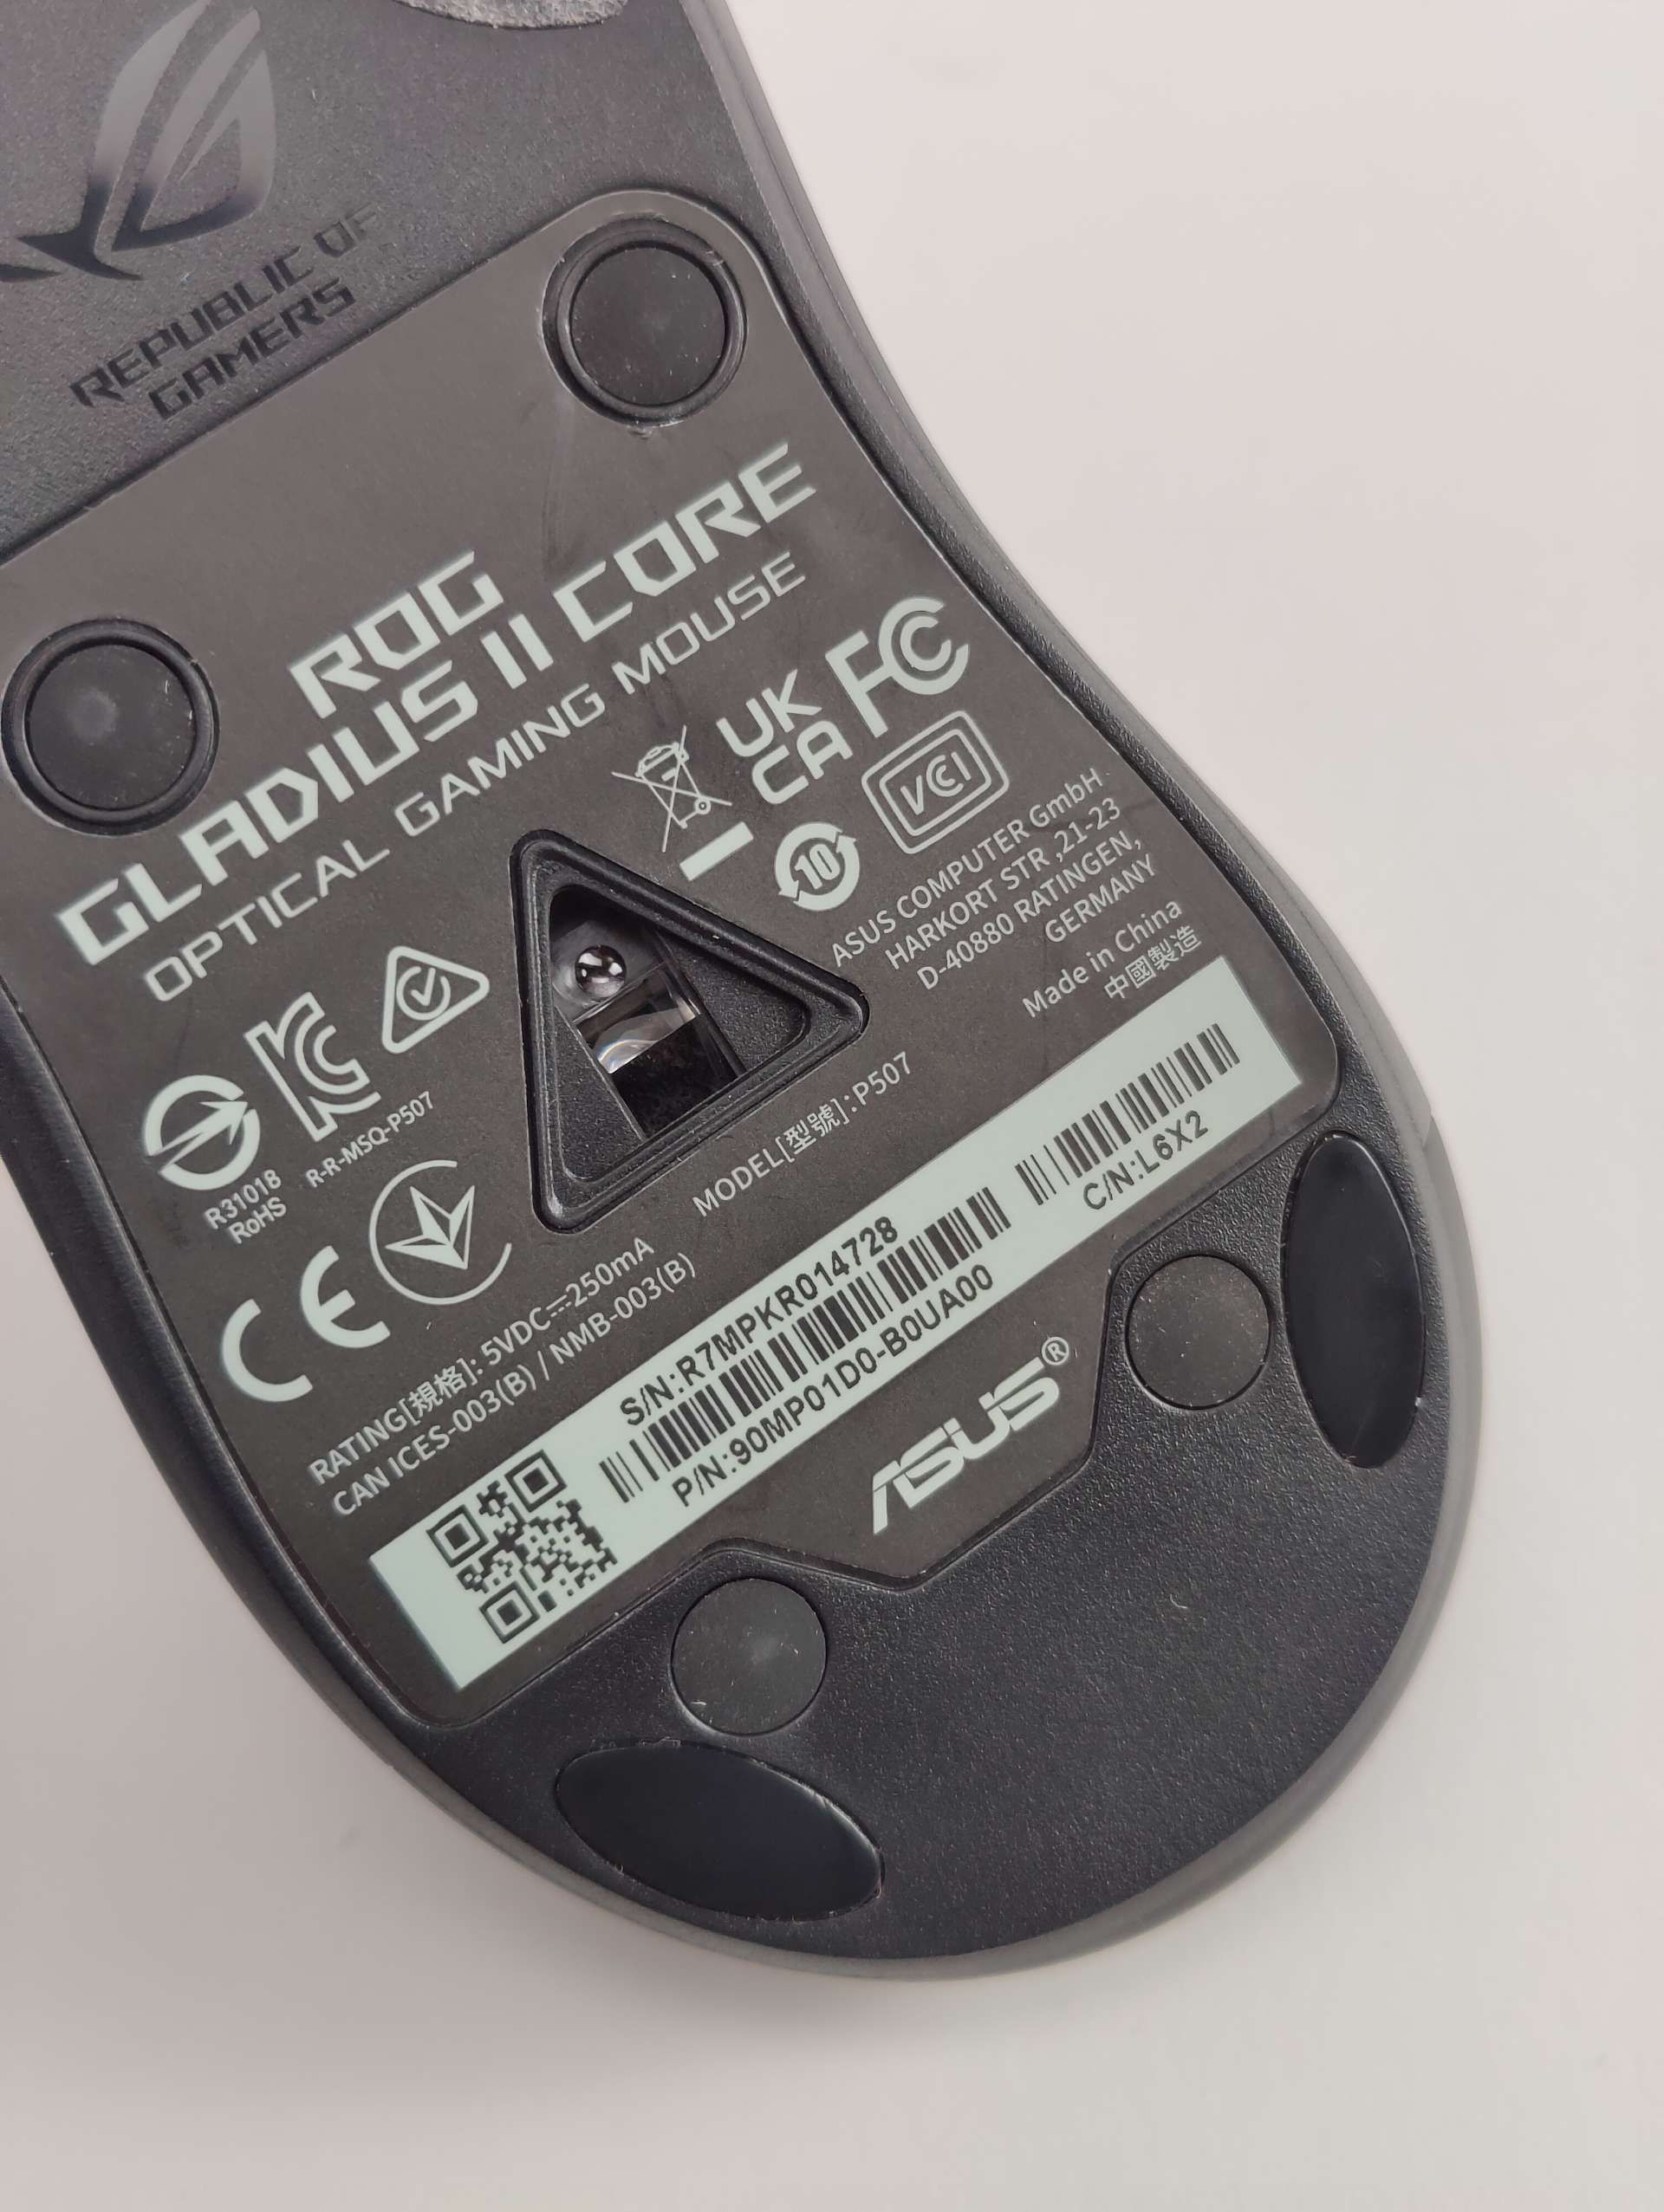 REPUBLIC OF
GAMERS
ROG
GLADIUS II CORE
OPTICAL GAMING MOUSE
UK
CA
FC
VCI
10
ASUS COMPUTER GmbH
HARKORT STR ,21-23
D-40880 RATINGEN,
GERMANY
Made in China
中國製造
R31018
RoHS
R-R-MSQ-P507
MODEL[型號]:P507
CE
RATING[規格]: 5VDC⎓250mA
CAN ICES-003(B) / NMB-003(B)
S/N:R7MPKR014728
P/N:90MP01D0-B0UA00
C/N:L6X2
ASUS®